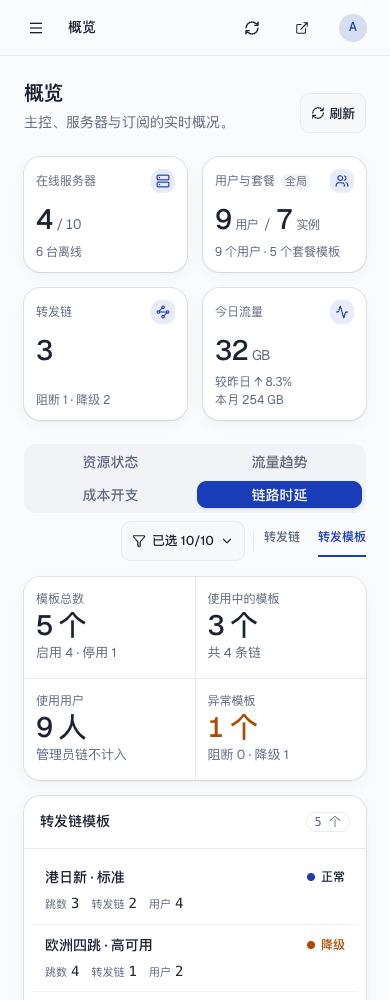 概览
A
概览
主控、服务器与订阅的实时概况。
刷新
在线服务器
4 / 10
6 台离线
用户与套餐 全局
9 用户 / 7 实例
9 个用户 · 5 个套餐模板
转发链
3
阻断 1 · 降级 2
今日流量
32 GB
较昨日 ↑ 8.3%
本月 254 GB
资源状态
流量趋势
成本开支
链路时延
已选 10/10
转发链
转发模板
模板总数
5 个
启用 4 · 停用 1
使用中的模板
3 个
共 4 条链
使用用户
9 人
管理员链不计入
异常模板
1 个
阻断 0 · 降级 1
转发链模板
5 个
港日新 · 标准
正常
跳数 3 转发链 2 用户 4
欧洲四跳 · 高可用
降级
跳数 4 转发链 1 用户 2